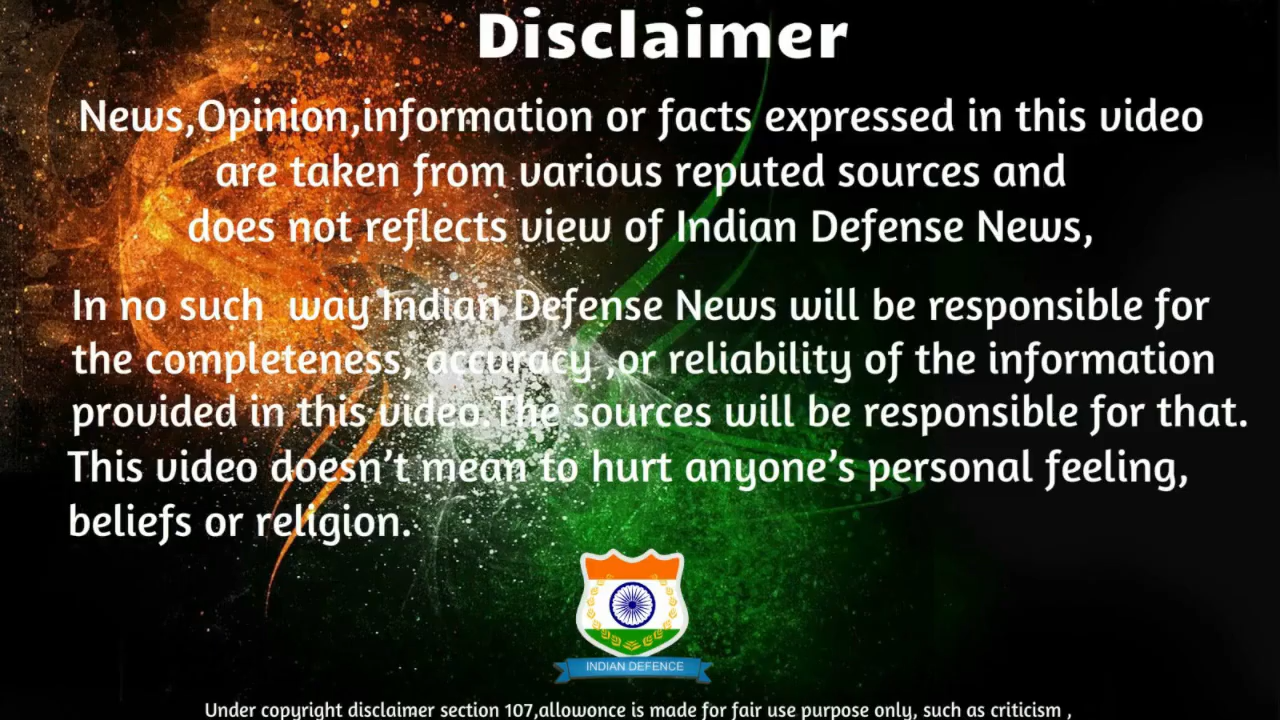 Disclaimer
News,Opinion,information or facts expressed in this video
are taken from various reputed sources and
does not reflects view of Indian Defense News,
In no such way Indian Defense News will be responsible for
the completeness, accuracy ,or reliability of the information
provided in this video.The sources will be responsible for that.
This video doesn't mean to hurt anyone's personal feeling,
beliefs or religion.
INDIAN DEFENCE
Under copyright disclaimer section 107,allowonce is made for fair use purpose only, such as criticism ,